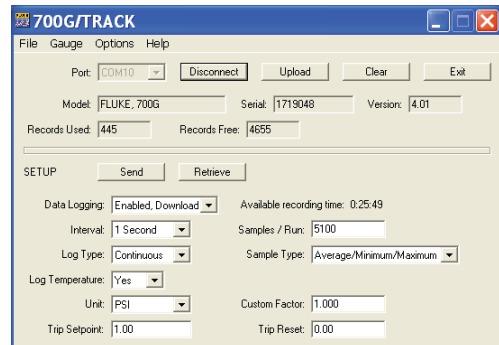 700G/TRACK
File Gauge Options Help
Port: COM10 Disconnect Upload Clear Exit
Model: FLUKE, 700G Serial: 1719048 Version: 4.01
Records Used: 445 Records Free: 4655
SETUP Send Retrieve
Data Logging: Enabled, Download Available recording time: 0:25:49
Interval: 1 Second Samples / Run: 5100
Log Type: Continuous Sample Type: Average/Minimum/Maximum
Log Temperature: Yes
Unit: PSI Custom Factor: 1.000
Trip Setpoint: 1.00 Trip Reset: 0.00